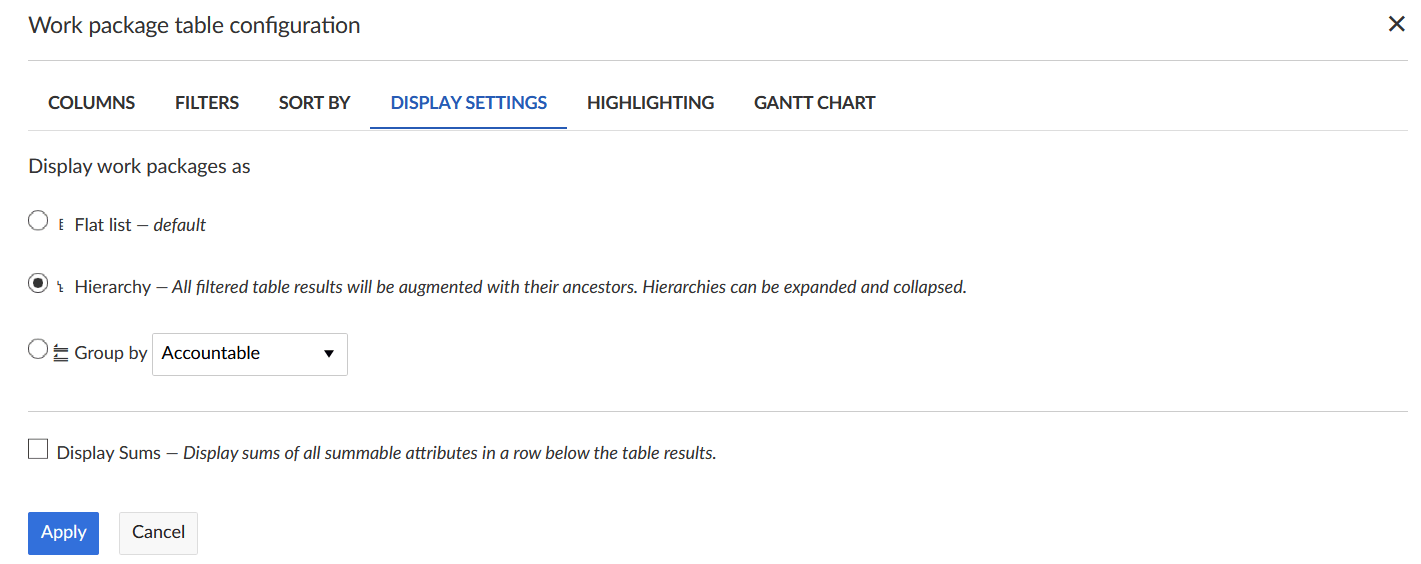 Work package table configuration
COLUMNS FILTERS SORT BY DISPLAY SETTINGS HIGHLIGHTING GANTT CHART
Display work packages as
Flat list – default
Hierarchy – All filtered table results will be augmented with their ancestors. Hierarchies can be expanded and collapsed.
Group by Accountable
Display Sums – Display sums of all summable attributes in a row below the table results.
Apply Cancel